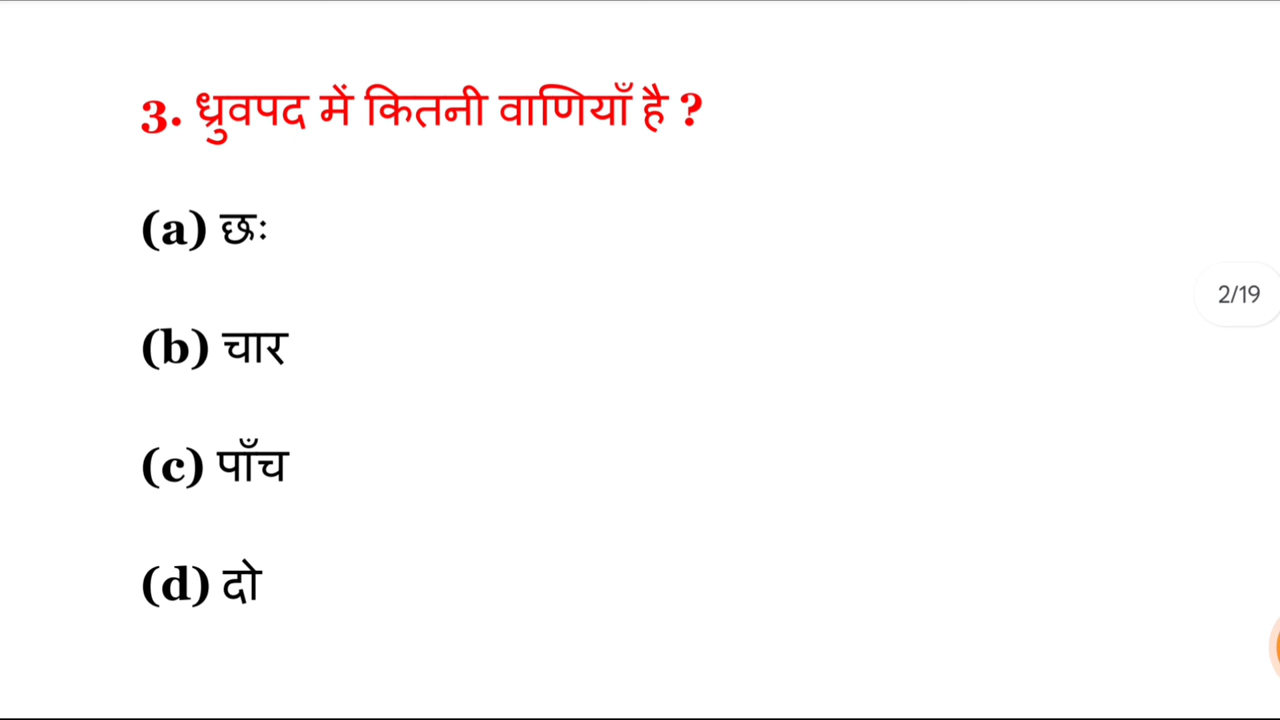 3. ध्रुवपद में कितनी वाणियाँ है ?
(a) छः
(b) चार
2/19
(c) पाँच
(d) दो